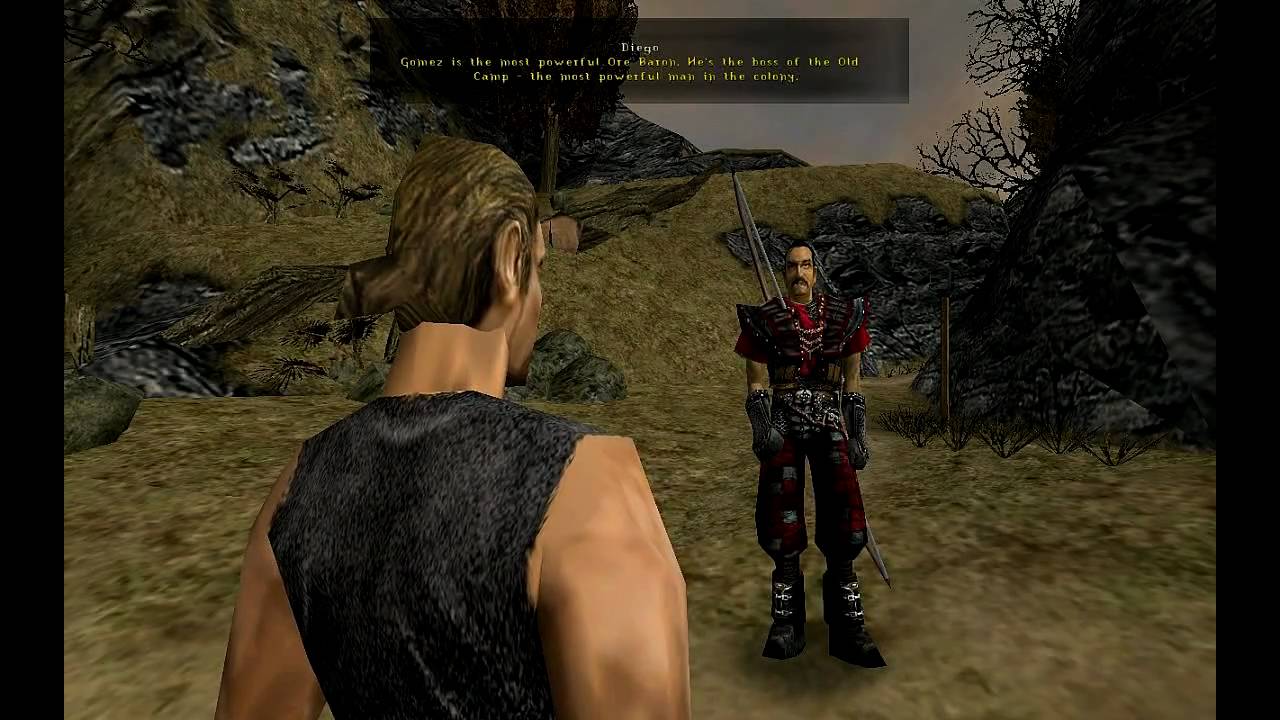 Diego
Gomez is the most powerful Ore Baron. He's the boss of the Old
Camp - the most powerful man in the colony.